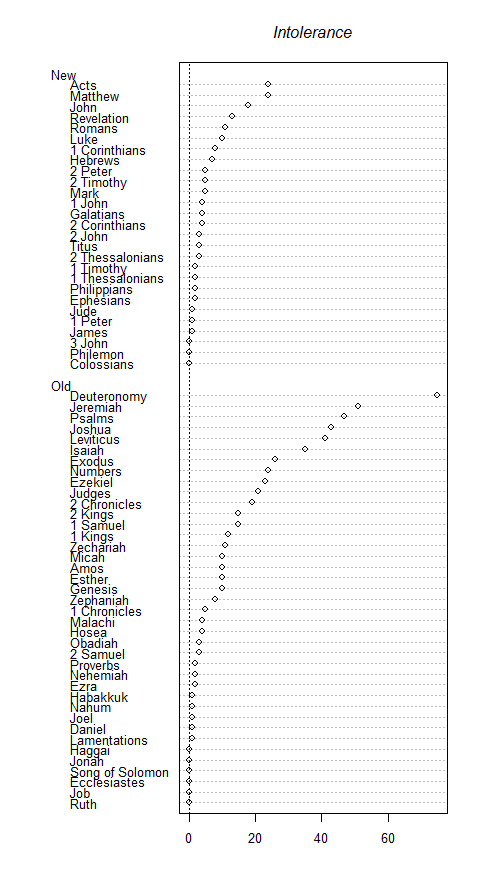 Intolerance
New
Acts
Matthew
John
Revelation
Romans
Luke
1 Corinthians
Hebrews
2 Peter
2 Timothy
Mark
1 John
Galatians
2 Corinthians
2 John
Titus
2 Thessalonians
1 Timothy
1 Thessalonians
Philippians
Ephesians
Jude
1 Peter
James
3 John
Philemon
Colossians
Old
Deuteronomy
Jeremiah
Psalms
Joshua
Leviticus
Isaiah
Exodus
Numbers
Ezekiel
Judges
2 Chronicles
2 Kings
1 Samuel
1 Kings
Zechariah
Micah
Amos
Esther
Genesis
Zephaniah
1 Chronicles
Malachi
Hosea
Obadiah
2 Samuel
Proverbs
Nehemiah
Ezra
Habakkuk
Nahum
Joel
Daniel
Lamentations
Haggai
Jonah
Song of Solomon
Ecclesiastes
Job
Ruth
0 20 40 60